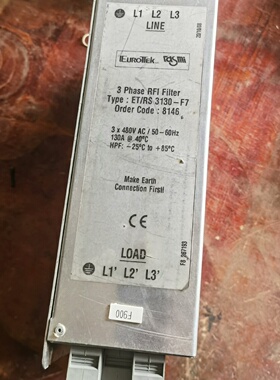 L1 L2 L3
LINE
EUROTEK
3 Phase RFI Filter
Type : ET/RS 3130-F7
Order Code : 8146
3 x 480V AC / 50-60Hz
130A @ 40°C
HPF: -25°C to +85°C
Make Earth
Connection First!
CE
LOAD
L1' L2' L3'
F900